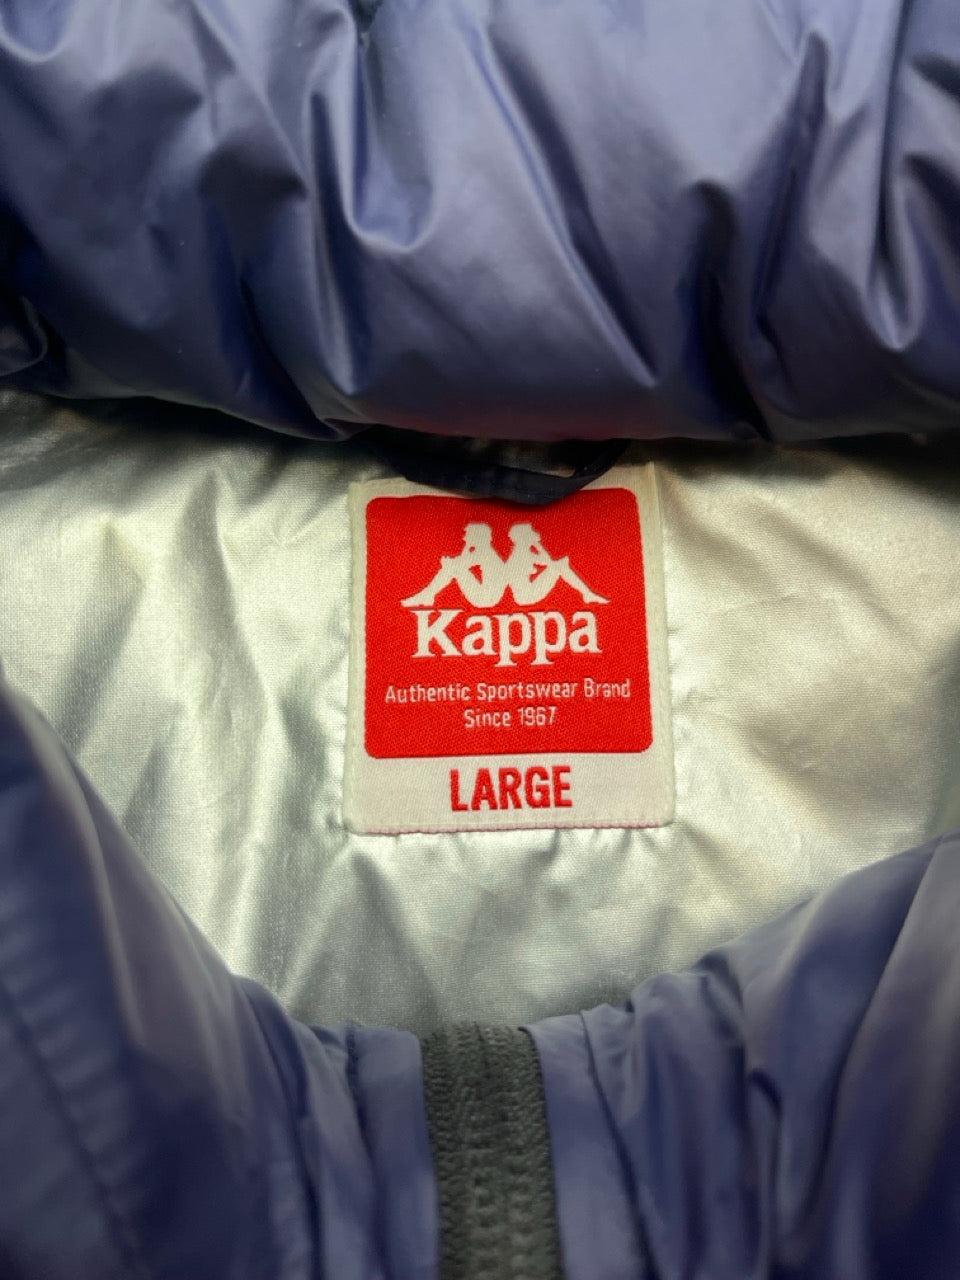 Kappa
Authentic Sportswear Brand
Since 1967
LARGE